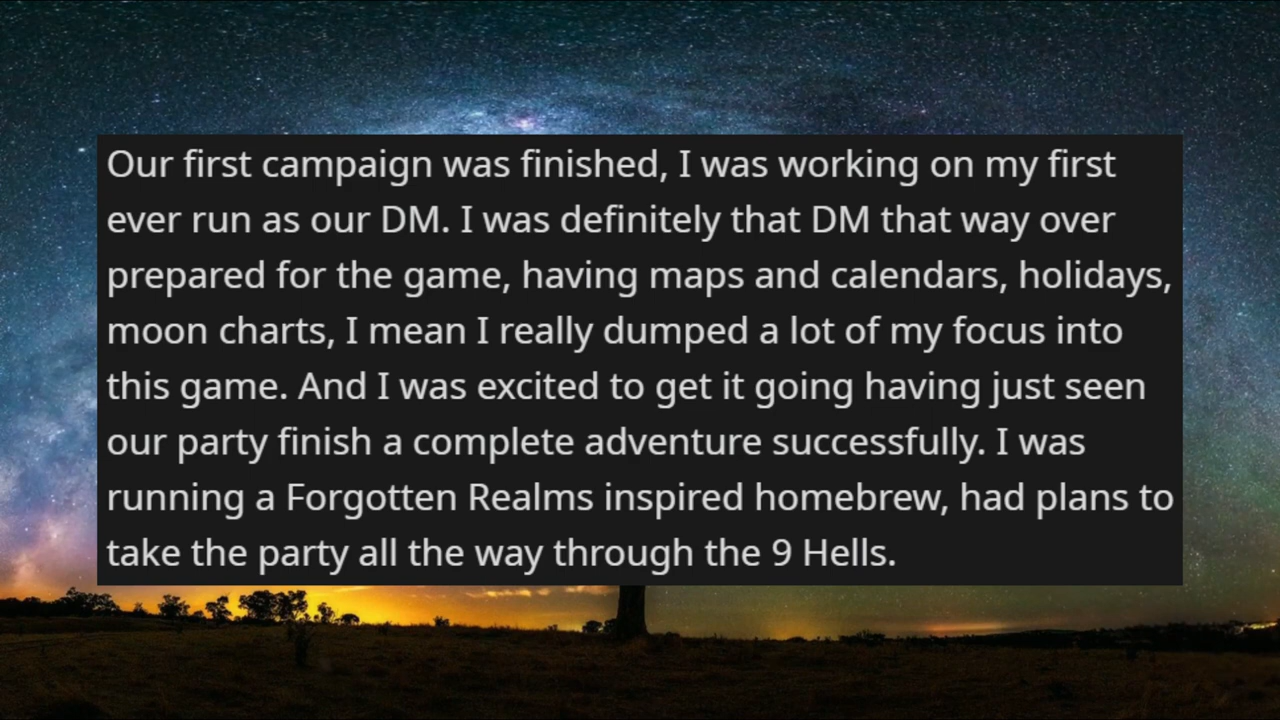 Our first campaign was finished, I was working on my first
ever run as our DM. I was definitely that DM that way over
prepared for the game, having maps and calendars, holidays,
moon charts, I mean I really dumped a lot of my focus into
this game. And I was excited to get it going having just seen
our party finish a complete adventure successfully. I was
running a Forgotten Realms inspired homebrew, had plans to
take the party all the way through the 9 Hells.